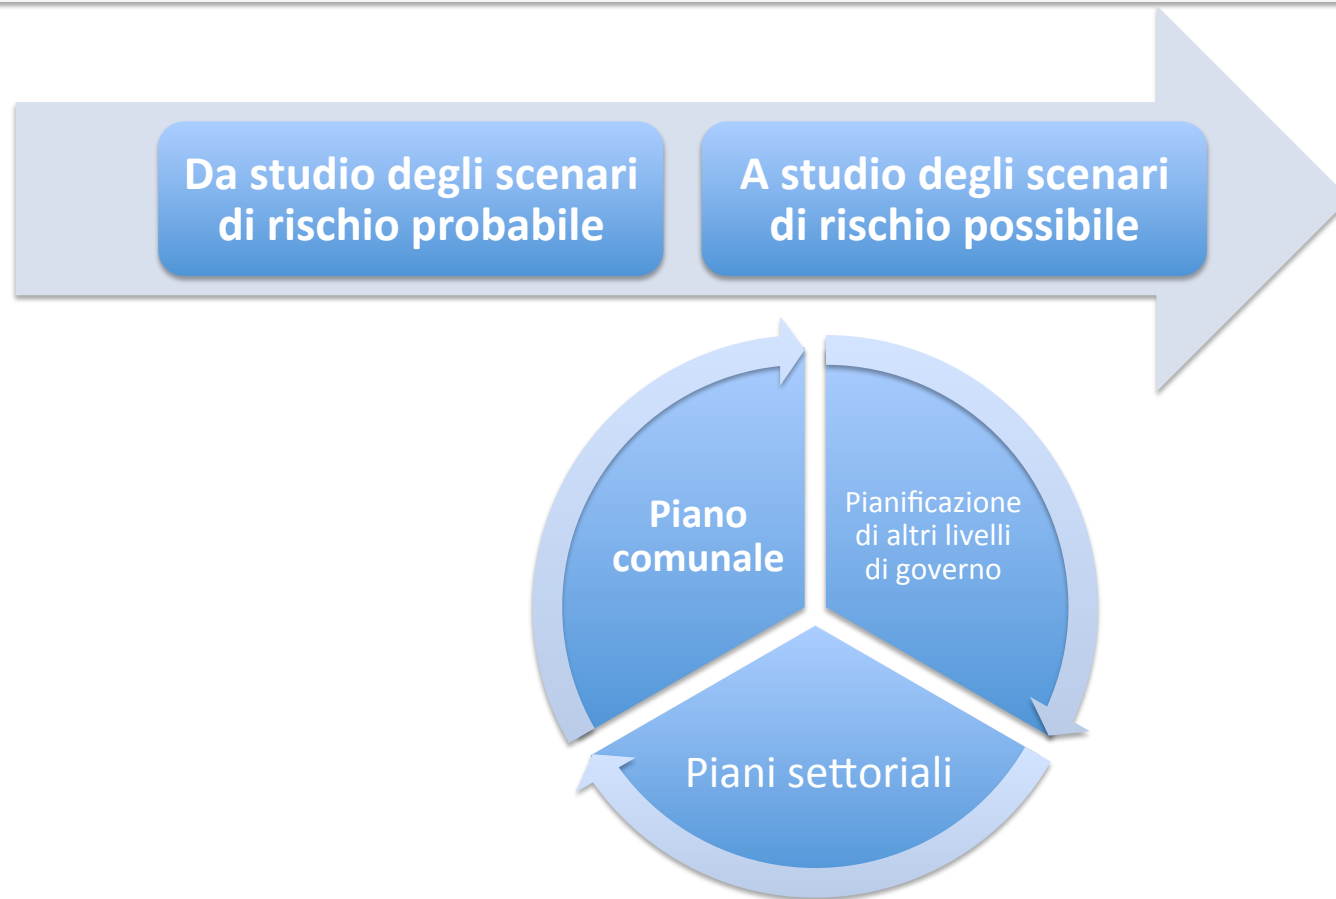 Da studio degli scenari
di rischio probabile
A studio degli scenari
di rischio possibile
Piano
comunale
Pianificazione
di altri livelli
di governo
Piani settoriali